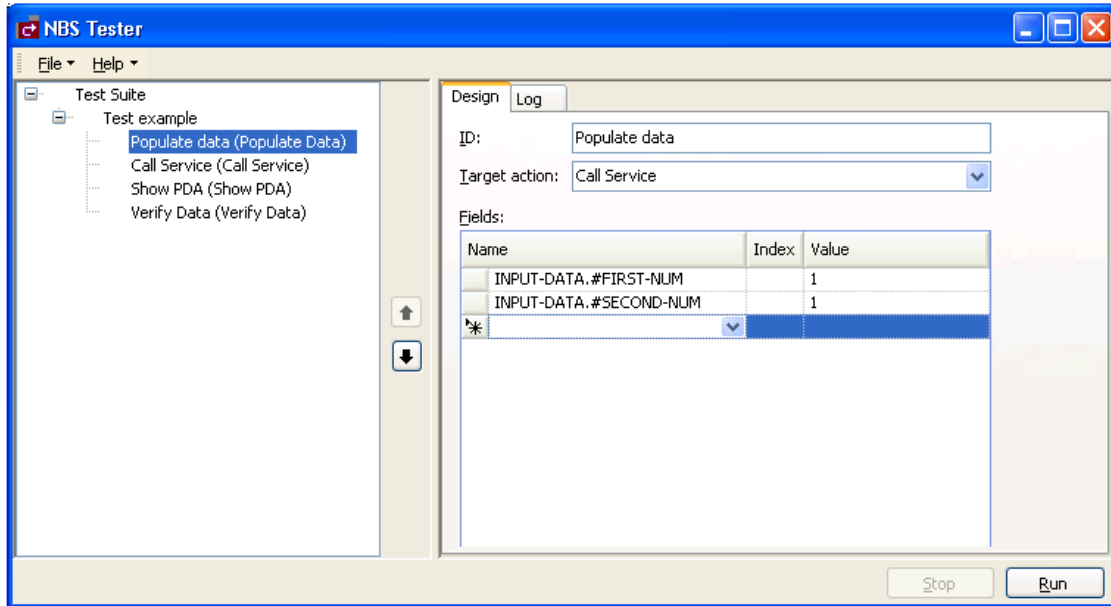 NBS Tester
File Help
Test Suite
Test example
Populate data (Populate Data)
Call Service (Call Service)
Show PDA (Show PDA)
Verify Data (Verify Data)
Design Log
ID: Populate data
Target action: Call Service
Fields:
Name Index Value
INPUT-DATA.#FIRST-NUM 1
INPUT-DATA.#SECOND-NUM 1
Stop Run